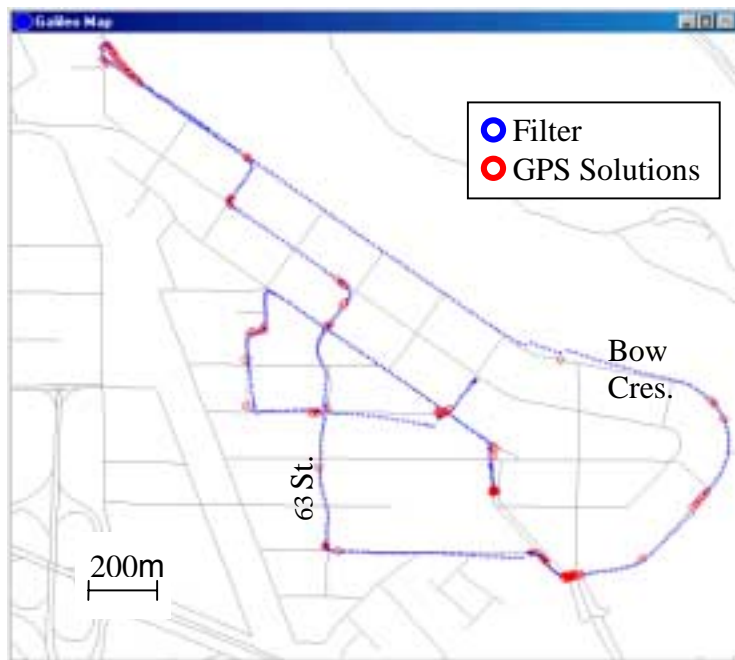 Galileo Map
Filter
GPS Solutions
Bow
Cres.
63 St.
200m